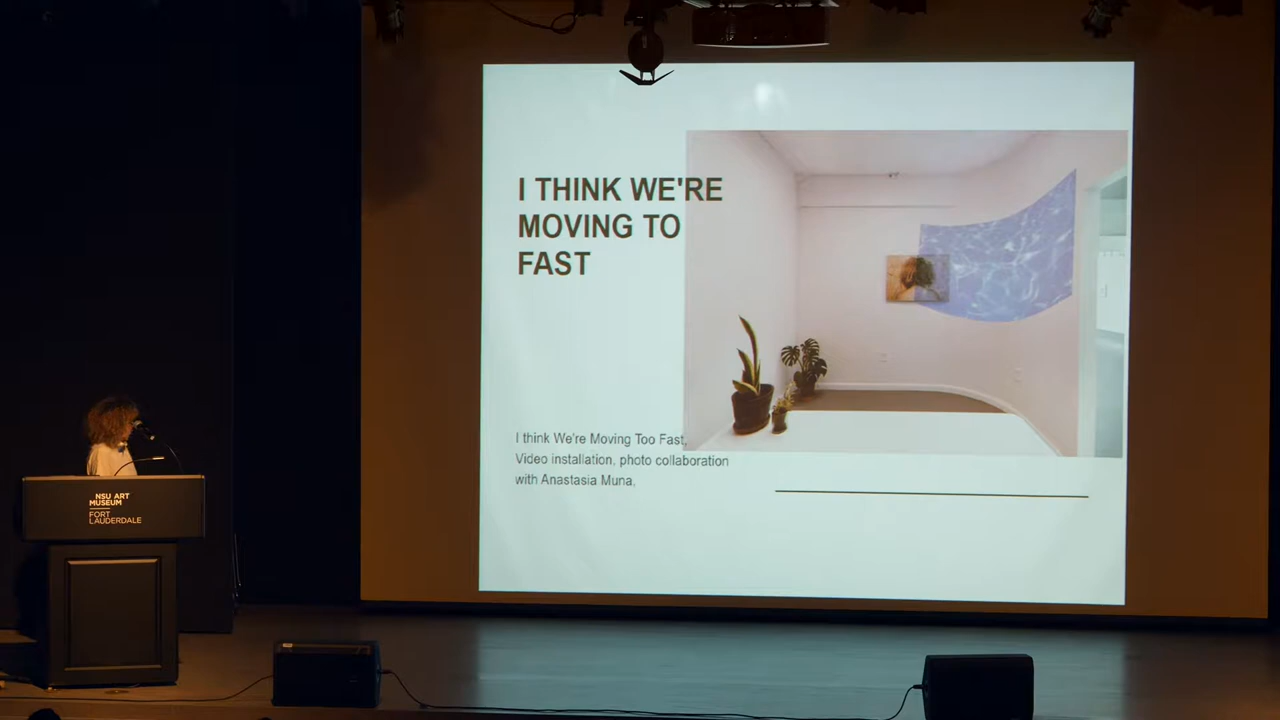 I THINK WE'RE
MOVING TO
FAST
I think We're Moving Too Fast,
Video installation, photo collaboration
with Anastasia Muna,
NSU ART
MUSEUM
FORT
LAUDERDALE